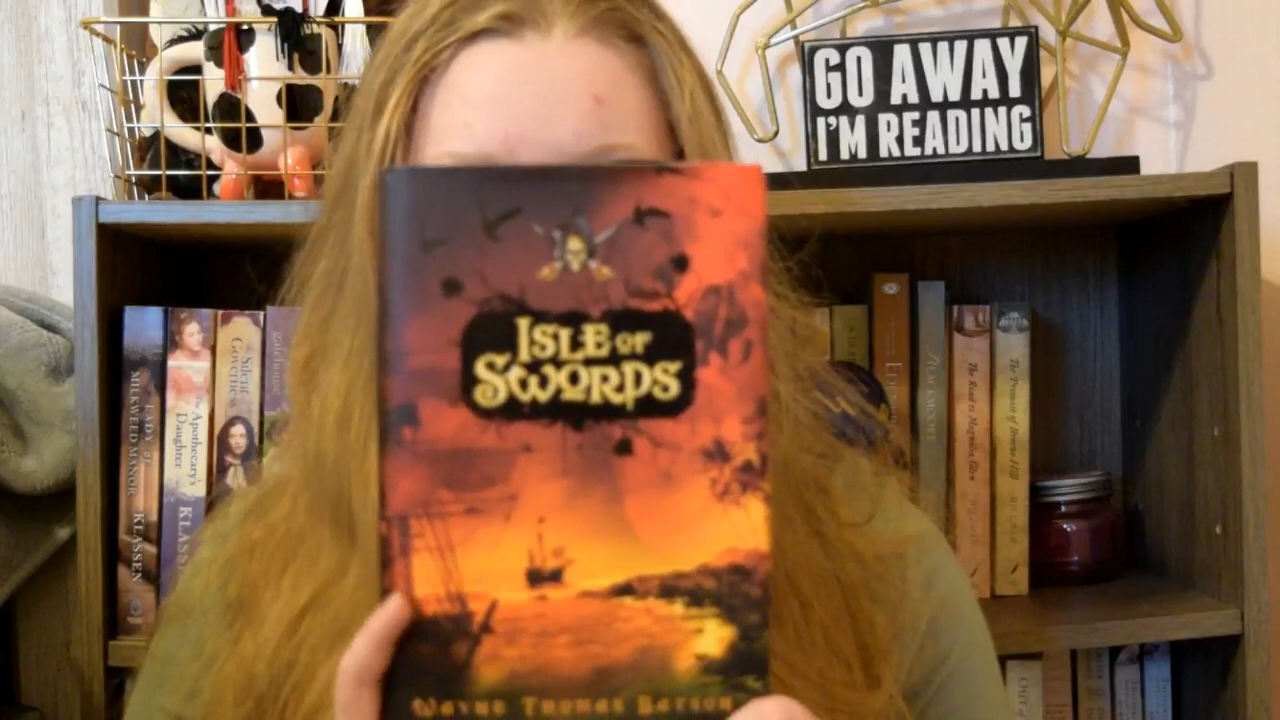 GO AWAY
I'M READING
ISLE OF
SWORDS
WAYNE THOMAS BATSON
LADY of
MILKWEED MANOR
KLASSEN
The Apothecary's
Daughter
KLASSEN
The Silent
Governess
The Road to Magnolia Glen
The Promise of Breeze Hill